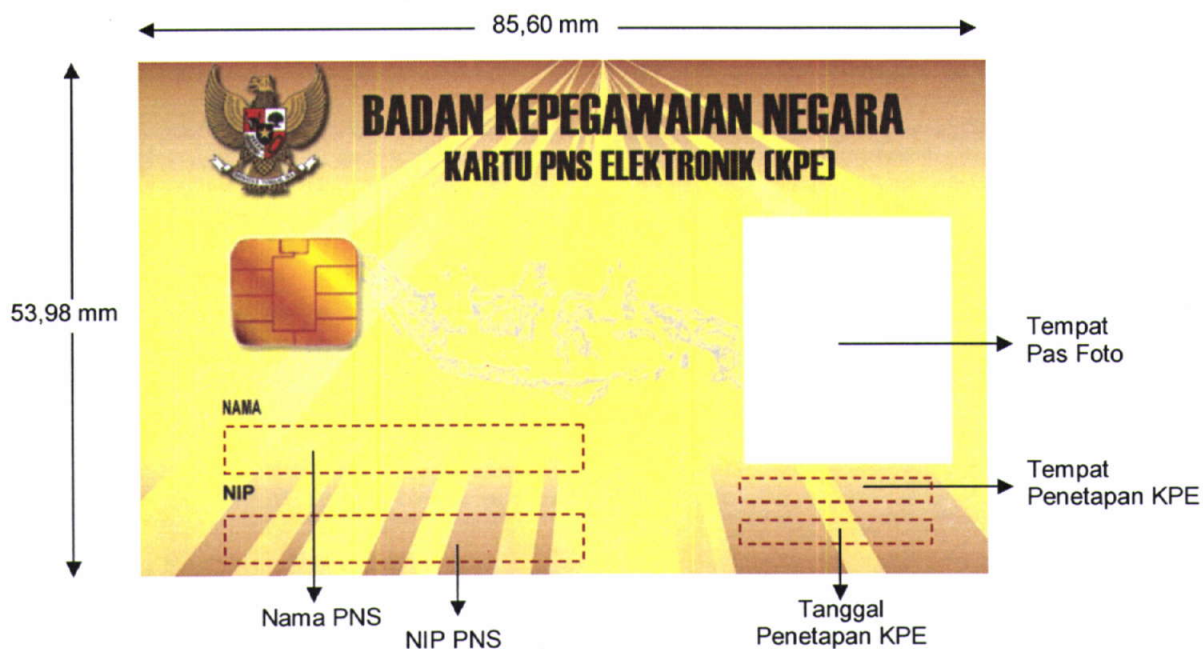 85,60 mm
BADAN KEPEGAWAIAN NEGARA
KARTU PNS ELEKTRONIK (KPE)
53,98 mm
Tempat
Pas Foto
NAMA
Tempat
Penetapan KPE
NIP
Nama PNS
NIP PNS
Tanggal
Penetapan KPE